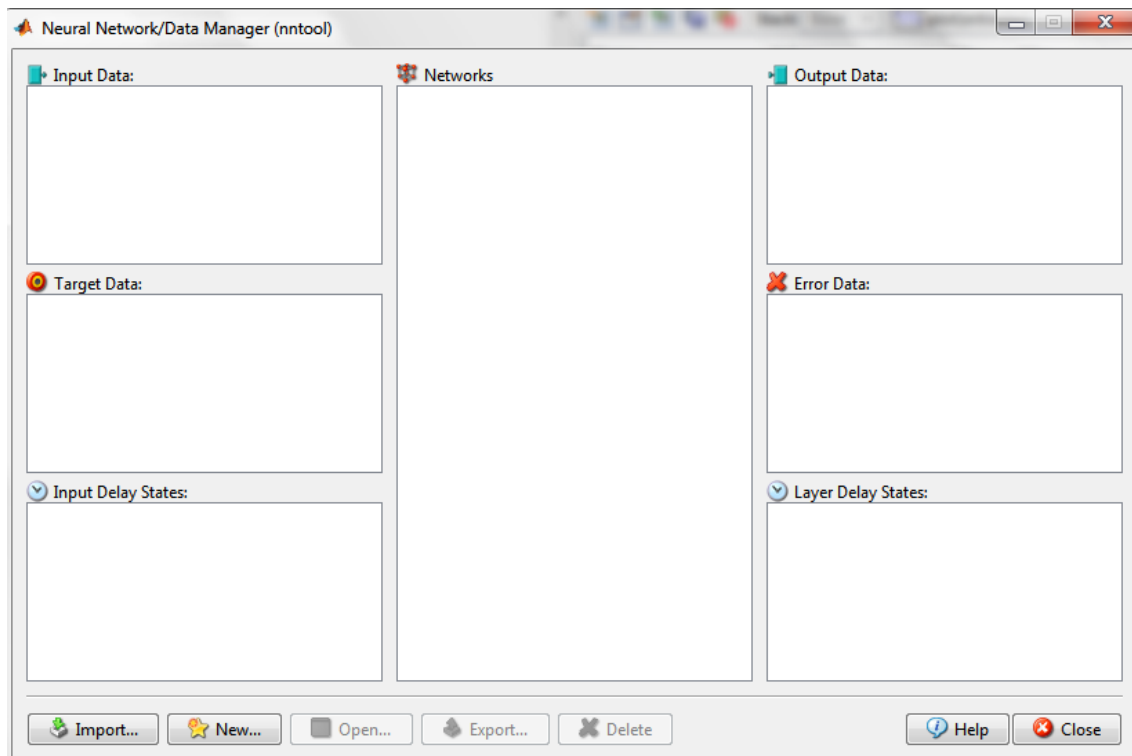 Neural Network/Data Manager (nntool)
Input Data:
Networks
Output Data:
Target Data:
Error Data:
Input Delay States:
Layer Delay States:
Import...
New...
Open...
Export...
Delete
Help
Close